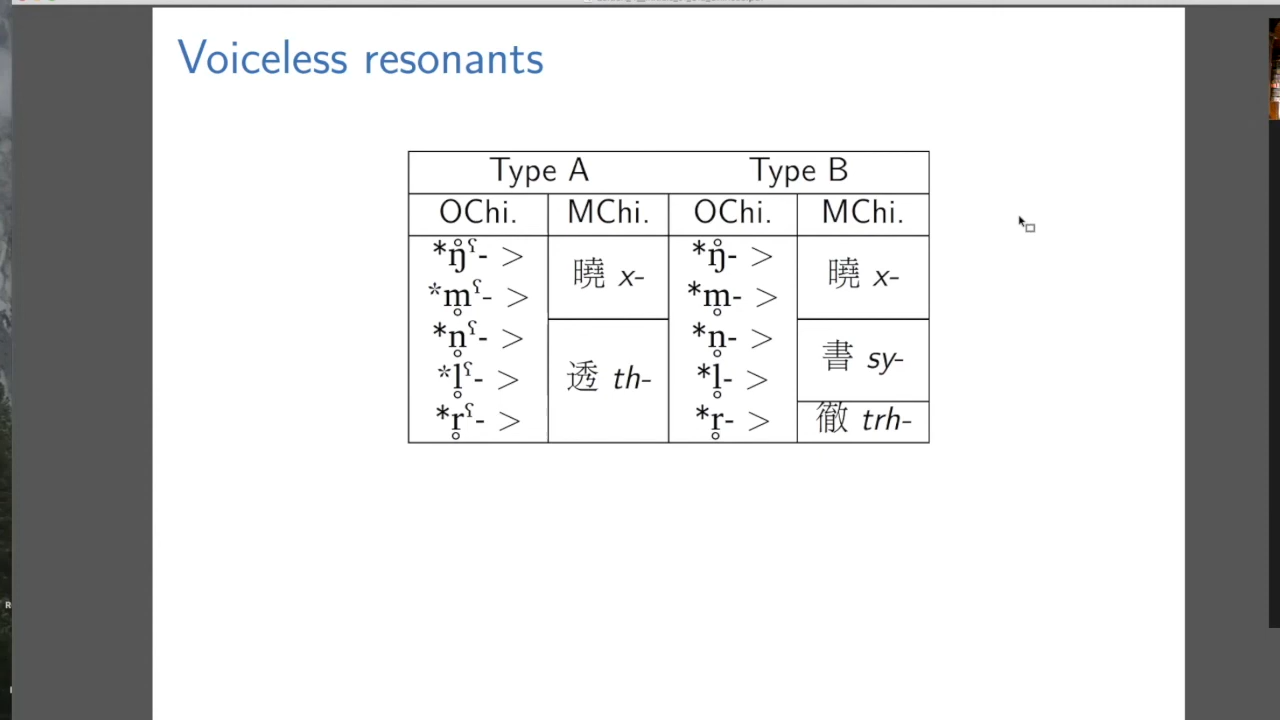 Voiceless resonants
Type A Type B
OChi. MChi. OChi. MChi.
*ŋ̊ˤ- > 曉 x- *ŋ̊- > 曉 x-
*m̥ˤ- > *m̥- >
*n̥ˤ- > 透 th- *n̥- > 書 sy-
*l̥ˤ- > *l̥- >
*r̥ˤ- > *r̥- > 徹 trh-